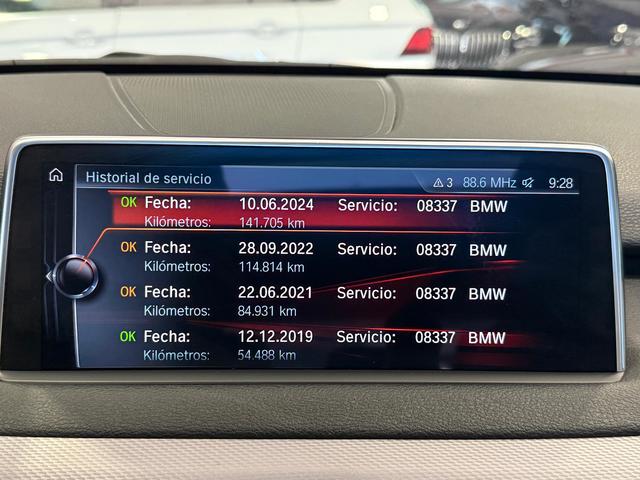 Historial de servicio 3 88.6 MHz 9:28
OK Fecha: 10.06.2024 Servicio: 08337 BMW
Kilómetros: 141.705 km
OK Fecha: 28.09.2022 Servicio: 08337 BMW
Kilómetros: 114.814 km
OK Fecha: 22.06.2021 Servicio: 08337 BMW
Kilómetros: 84.931 km
OK Fecha: 12.12.2019 Servicio: 08337 BMW
Kilómetros: 54.488 km